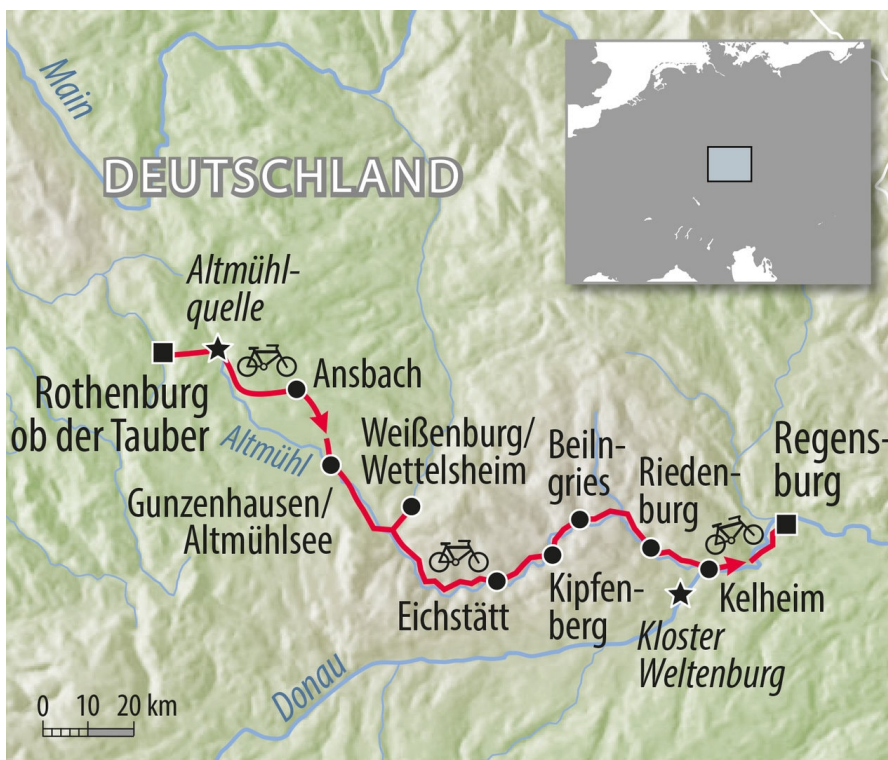 Main
DEUTSCHLAND
Altmühl-
quelle
Rothenburg
ob der Tauber
Ansbach
Altmühl
Weißenburg/
Wettelsheim
Gunzenhausen/
Altmühlsee
Beiln-
gries
Rieden-
burg
Regens-
burg
Eichstätt
Kipfen-
berg
Kelheim
Kloster
Weltenburg
Donau
0 10 20 km